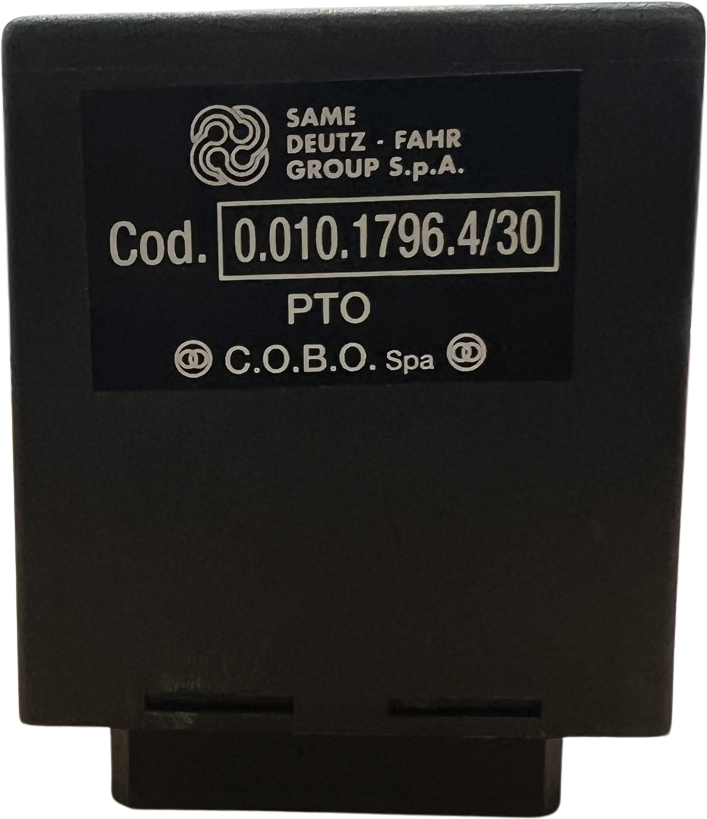 SAME
DEUTZ - FAHR
GROUP S.p.A.
Cod. 0.010.1796.4/30
PTO
C.O.B.O. Spa